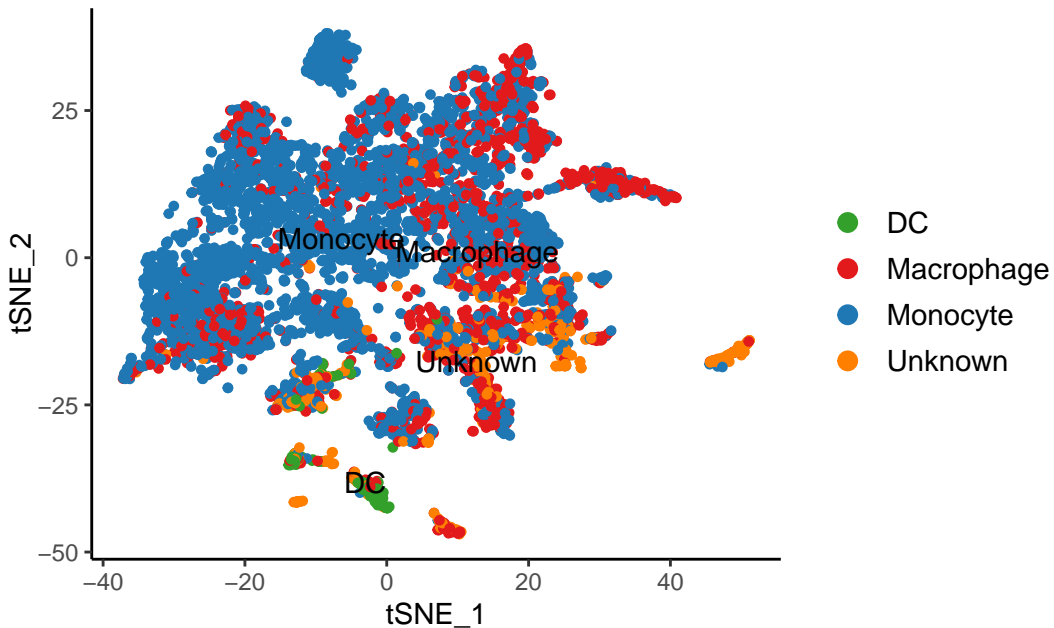 tSNE_2
25
0
−25
−50
−40
−20
0
20
40
tSNE_1
Monocyte
Macrophage
Unknown
DC
DC
Macrophage
Monocyte
Unknown